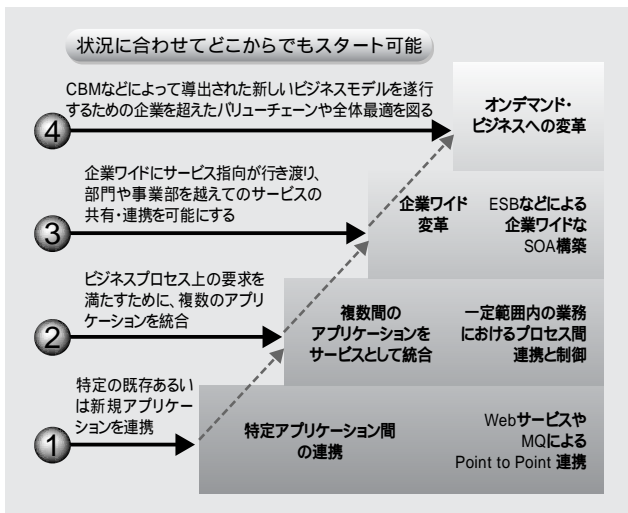 状況に合わせてどこからでもスタート可能
CBMなどによって導出された新しいビジネスモデルを遂行
するための企業を超えたバリューチェーンや全体最適を図る
4
オンデマンド・
ビジネスへの変革
企業ワイドにサービス指向が行き渡り、
部門や事業部を越えてのサービスの
共有・連携を可能にする
3
企業ワイド
変革
ESBなどによる
企業ワイドな
SOA構築
ビジネスプロセス上の要求を
満たすために、複数のアプリ
ケーションを統合
2
複数間の
アプリケーションを
サービスとして統合
一定範囲内の業務
におけるプロセス間
連携と制御
特定の既存あるい
は新規アプリケー
ションを連携
1
特定アプリケーション間
の連携
Webサービスや
MQによる
Point to Point 連携